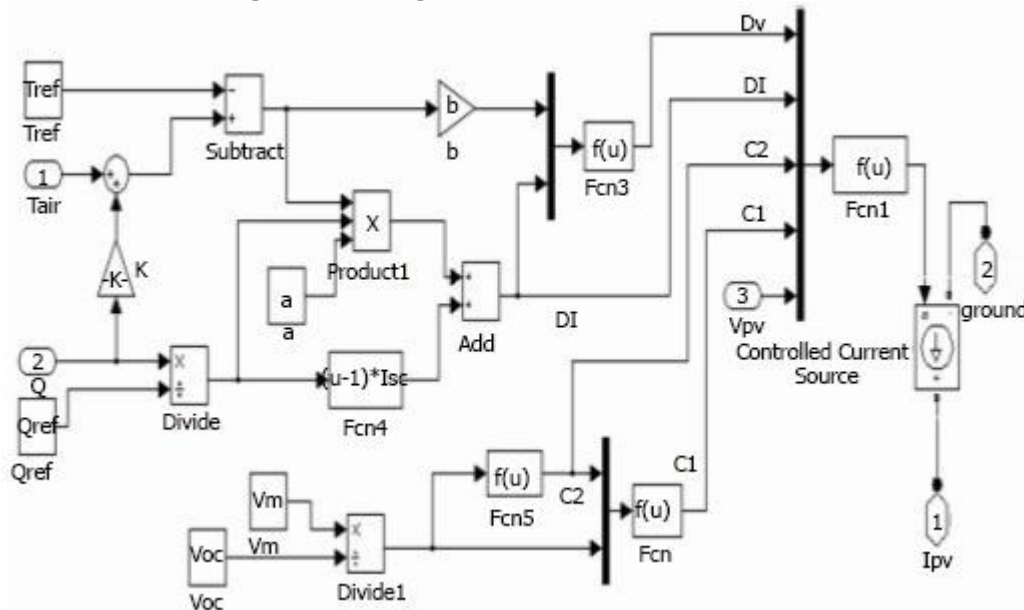 Dv
Tref
Tref
-
+
Subtract
b
b
DI
f(u)
Fcn3
1
Tair
+
+
C2
f(u)
Fcn1
X
Product1
-K-
K
C1
a
a
+
+
Add
DI
3
Vpv
2
ground
2
Q
×
÷
Divide
(u-1)*Isc
Fcn4
Controlled Current
Source
-
+
Qref
Qref
f(u)
Fcn5
C2
C1
f(u)
Fcn
Vm
Vm
×
÷
Divide1
Voc
Voc
1
Ipv